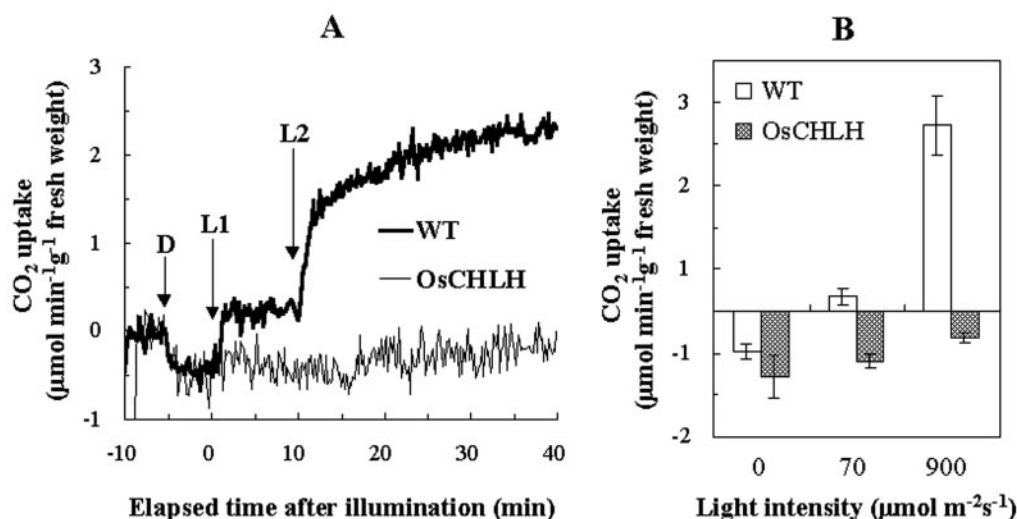 A
CO2 uptake
(μmol min-1g-1 fresh weight)
3
2
1
0
-1
D
L1
L2
WT
OsCHLH
-10 0 10 20 30 40
Elapsed time after illumination (min)
B
CO2 uptake
(μmol min-1g-1 fresh weight)
3
2
1
-1
-2
WT
OsCHLH
0 70 900
Light intensity (μmol m-2s-1)